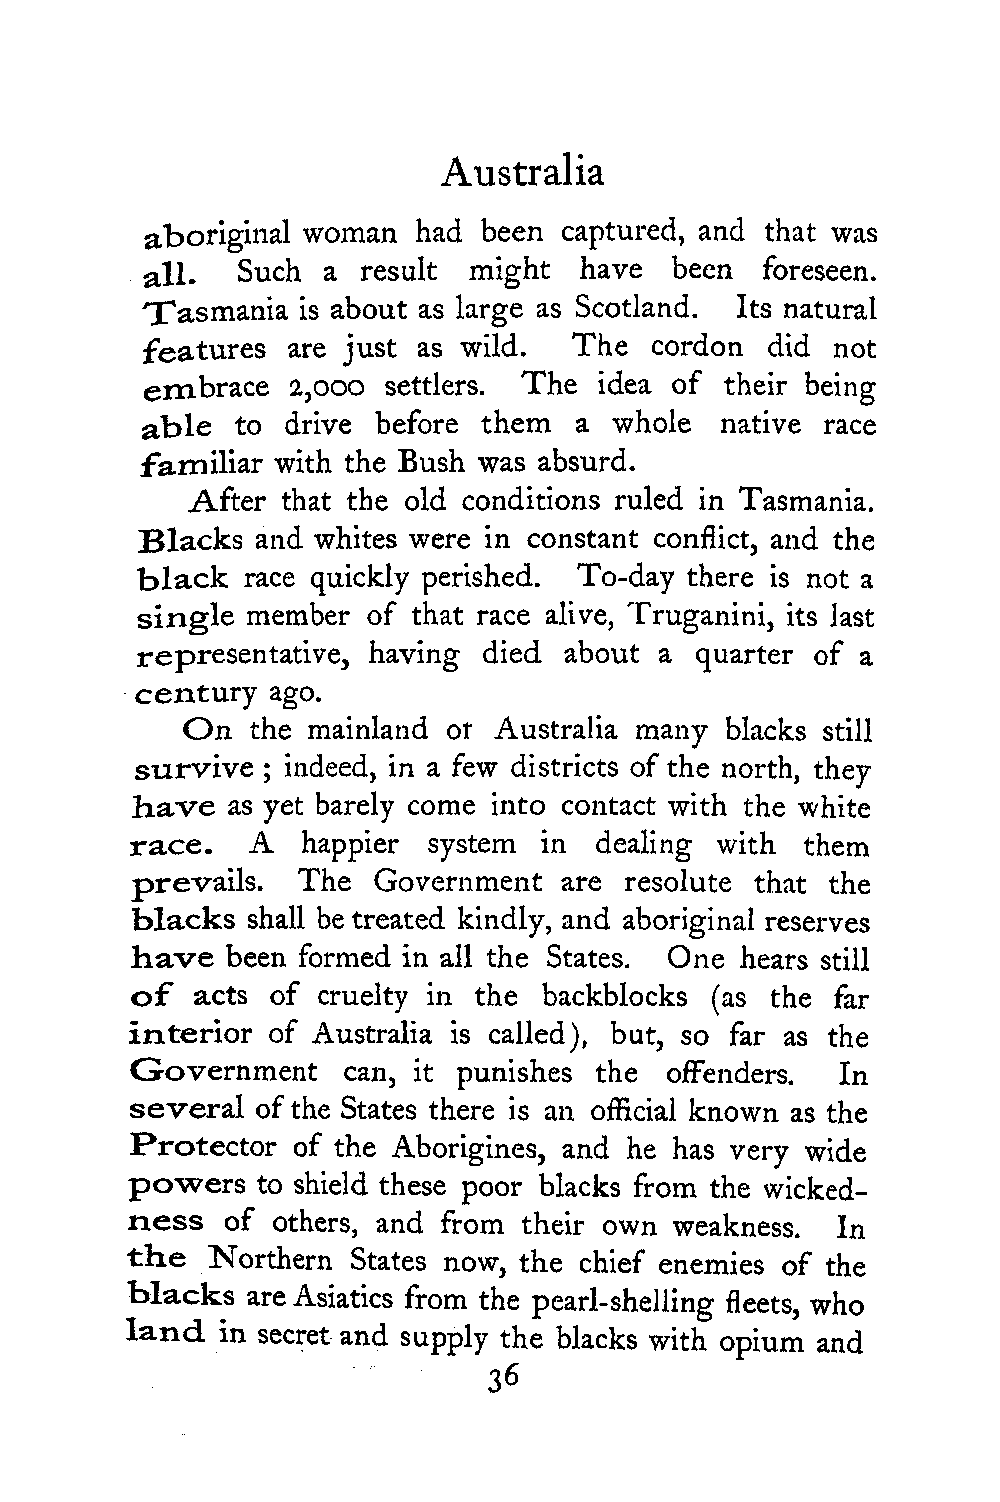 Australia
aboriginal woman had been captured, and that was
all. Such a result might have been foreseen.
Tasmania is about as large as Scotland. Its natural
features are just as wild. The cordon did not
embrace 2,000 settlers. The idea of their being
able to drive before them a whole native race
familiar with the Bush was absurd.
After that the old conditions ruled in Tasmania.
Blacks and whites were in constant conflict, and the
black race quickly perished. To-day there is not a
single member of that race alive, Truganini, its last
representative, having died about a quarter of a
century ago.
On the mainland or Australia many blacks still
survive ; indeed, in a few districts of the north, they
have as yet barely come into contact with the white
race. A happier system in dealing with them
prevails. The Government are resolute that the
blacks shall be treated kindly, and aboriginal reserves
have been formed in all the States. One hears still
of acts of cruelty in the backblocks (as the far
interior of Australia is called), but, so far as the
Government can, it punishes the offenders. In
several of the States there is an official known as the
Protector of the Aborigines, and he has very wide
powers to shield these poor blacks from the wicked-
ness of others, and from their own weakness. In
the Northern States now, the chief enemies of the
blacks are Asiatics from the pearl-shelling fleets, who
land in secret and supply the blacks with opium and
36